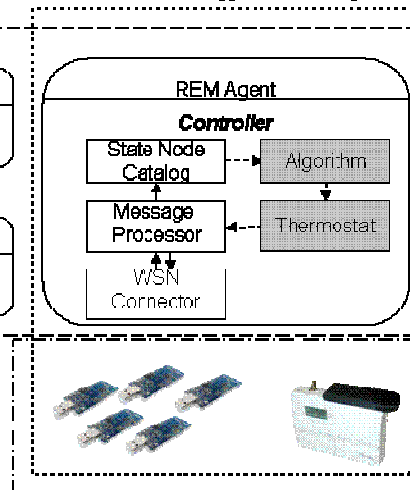 REM Agent
Controller
State Node
Catalog
Algorithm
Message
Processor
Thermostat
WSN
Connector